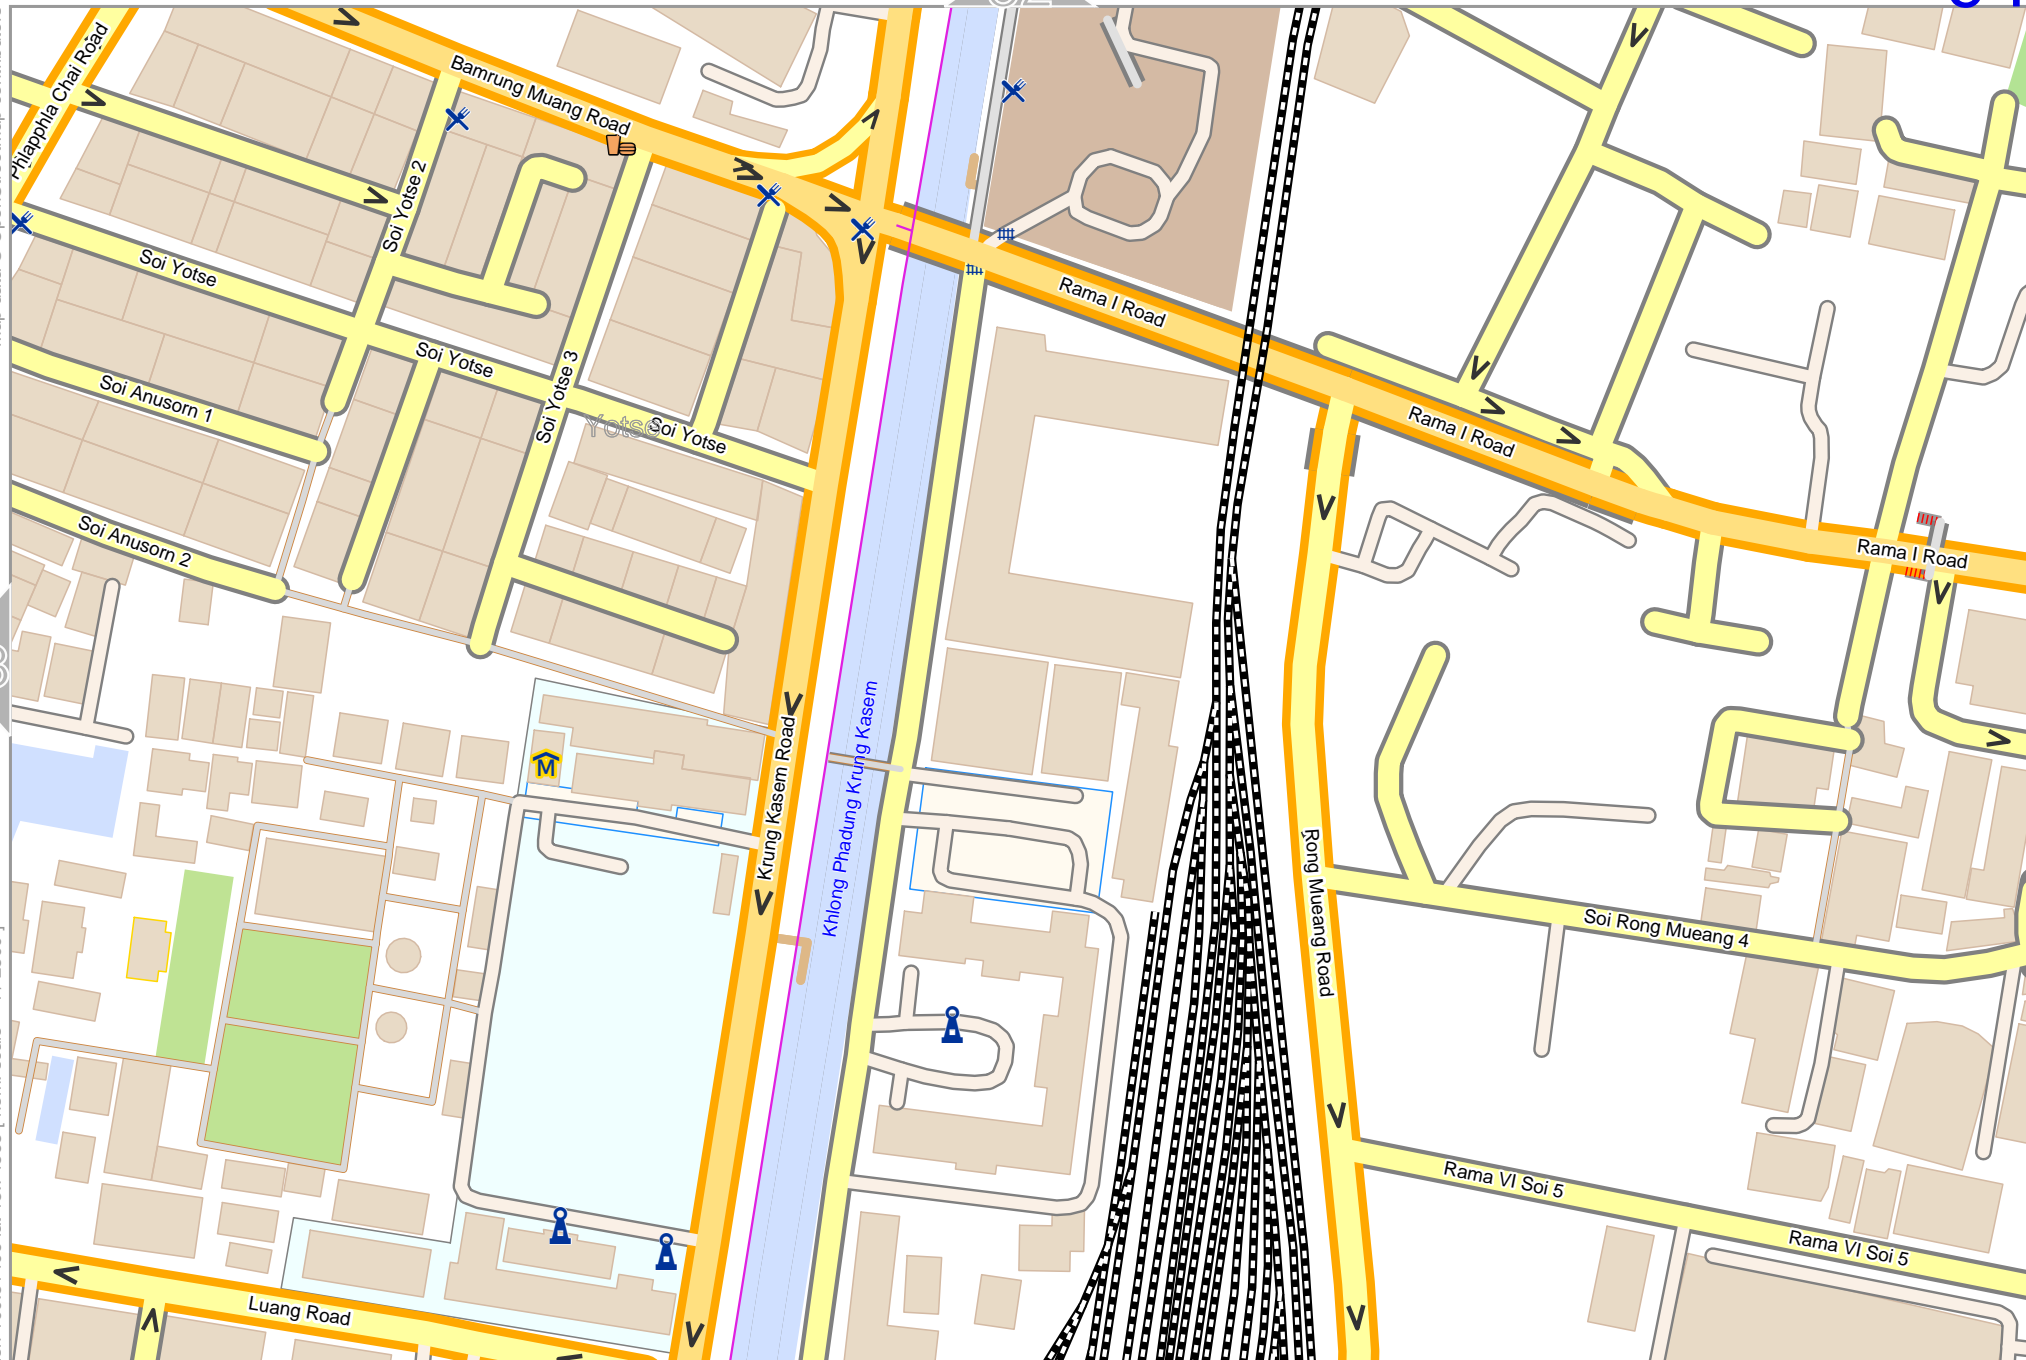 Phlapphla Chai Road
Bamrung Muang Road
Soi Yotse 2
Soi Yotse
Rama I Road
Soi Yotse
Soi Yotse 3
Soi Anusorn 1
Yotse
Soi Yotse
Rama I Road
Soi Anusorn 2
Rama I Road
Krung Kasem Road
Khlong Phadung Krung Kasem
M
Rong Mueang Road
Soi Rong Mueang 4
Rama VI Soi 5
Rama VI Soi 5
Luang Road